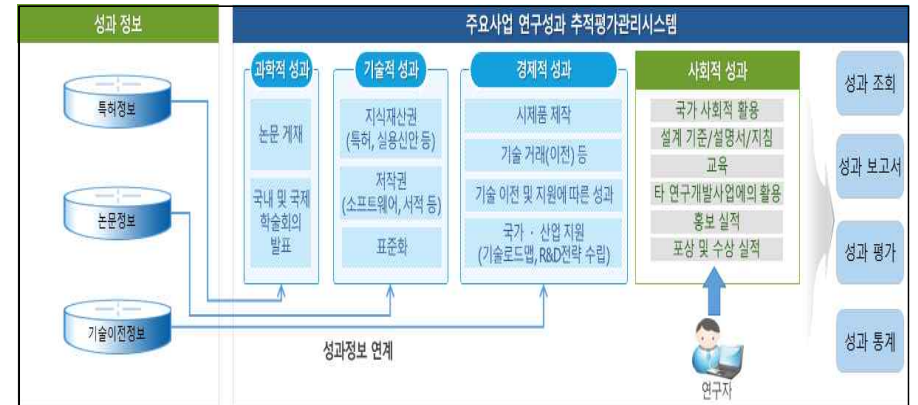 성과 정보
주요사업 연구성과 추적평가관리시스템
특허정보
논문정보
기술이전정보
과학적 성과
논문 게재
국내 및 국제
학술회의
발표
기술적 성과
지식재산권
(특허, 실용신안 등)
저작권
(소프트웨어, 서적 등)
표준화
경제적 성과
시제품 제작
기술 거래(이전) 등
기술 이전 및 지원에 따른 성과
국가 · 산업 지원
(기술로드맵, R&D전략 수립)
사회적 성과
국가 사회적 활용
설계 기준/설명서/지침
교육
타 연구개발사업에의 활용
홍보 실적
포상 및 수상 실적
성과정보 연계
연구자
성과 조회
성과 보고서
성과 평가
성과 통계